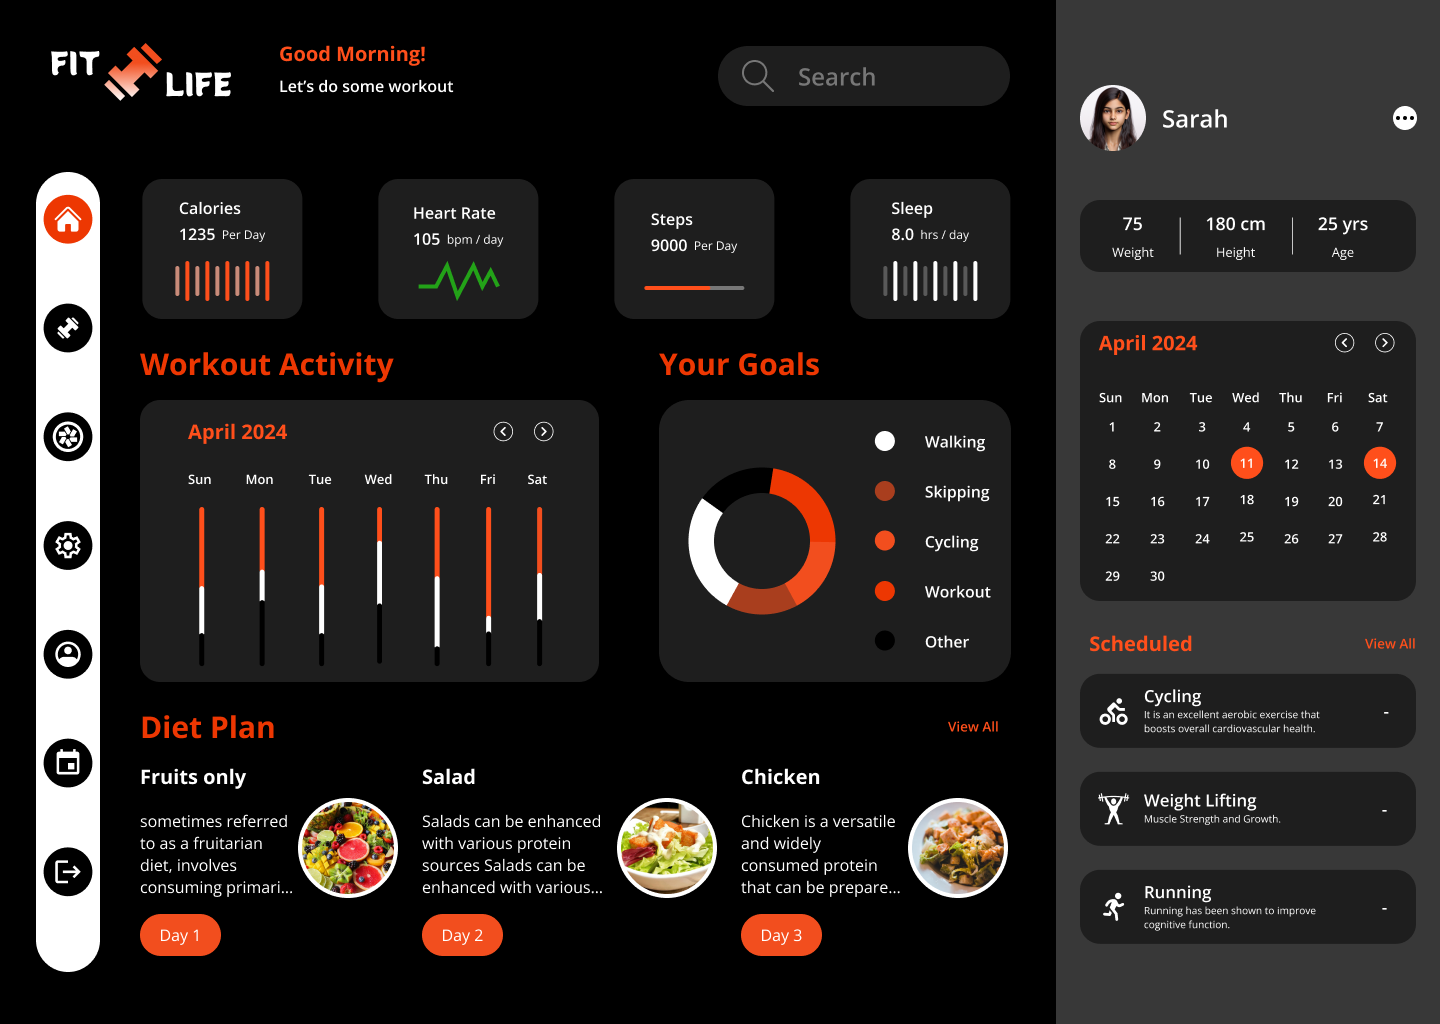 FIT
LIFE
Good Morning!
Let's do some workout
Search
Sarah
Calories
1235 Per Day
Heart Rate
105 bpm / day
Steps
9000 Per Day
Sleep
8.0 hrs / day
75 180 cm 25 yrs
Weight Height Age
Workout Activity
April 2024
Sun Mon Tue Wed Thu Fri Sat
Your Goals
Walking
Skipping
Cycling
Workout
Other
April 2024
Sun Mon Tue Wed Thu Fri Sat
1 2 3 4 5 6 7
8 9 10 11 12 13 14
15 16 17 18 19 20 21
22 23 24 25 26 27 28
29 30
Diet Plan
View All
Fruits only
sometimes referred
to as a fruitarian
diet, involves
consuming primari...
Day 1
Salad
Salads can be enhanced
with various protein
sources Salads can be
enhanced with various...
Day 2
Chicken
Chicken is a versatile
and widely
consumed protein
that can be prepare...
Day 3
Scheduled
View All
Cycling
It is an excellent aerobic exercise that
boosts overall cardiovascular health.
-
Weight Lifting
Muscle Strength and Growth.
-
Running
Running has been shown to improve
cognitive function.
-